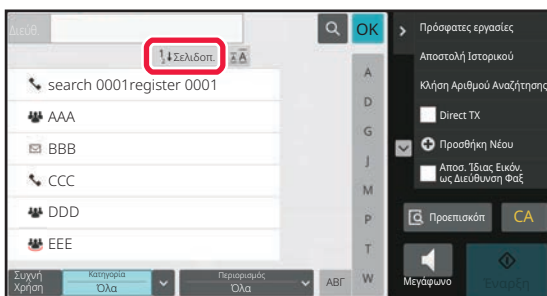 Διευθ.
OK
1↓Σελιδοπ.
search 0001register 0001
AAA
BBB
CCC
DDD
EEE
A
D
G
J
M
P
T
W
Συχνή
Χρήση
Κατηγορία
Όλα
Περιορισμός
Όλα
ΑΒΓ
Πρόσφατες εργασίες
Αποστολή Ιστορικού
Κλήση Αριθμού Αναζήτησης
Direct TX
Προσθήκη Νέου
Αποσ. Ίδιας Εικόν.
ως Διεύθυνση Φαξ
Προεπισκόπ
CA
Μεγάφωνο
Έναρξη